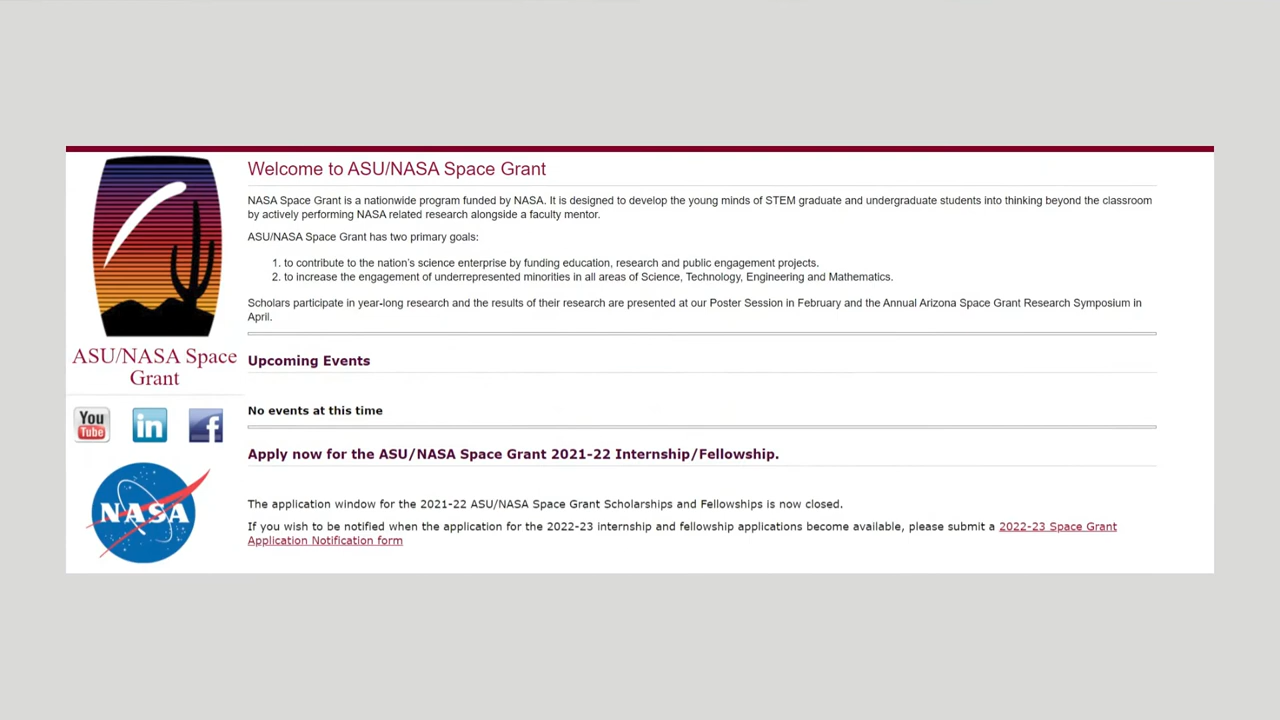 Welcome to ASU/NASA Space Grant
NASA Space Grant is a nationwide program funded by NASA. It is designed to develop the young minds of STEM graduate and undergraduate students into thinking beyond the classroom
by actively performing NASA related research alongside a faculty mentor.
ASU/NASA Space Grant has two primary goals:
1. to contribute to the nation's science enterprise by funding education, research and public engagement projects.
2. to increase the engagement of underrepresented minorities in all areas of Science, Technology, Engineering and Mathematics.
Scholars participate in year-long research and the results of their research are presented at our Poster Session in February and the Annual Arizona Space Grant Research Symposium in
April.
ASU/NASA Space
Grant
Upcoming Events
No events at this time
You
Tube
in
f
Apply now for the ASU/NASA Space Grant 2021-22 Internship/Fellowship.
NASA
The application window for the 2021-22 ASU/NASA Space Grant Scholarships and Fellowships is now closed.
If you wish to be notified when the application for the 2022-23 internship and fellowship applications become available, please submit a 2022-23 Space Grant
Application Notification form